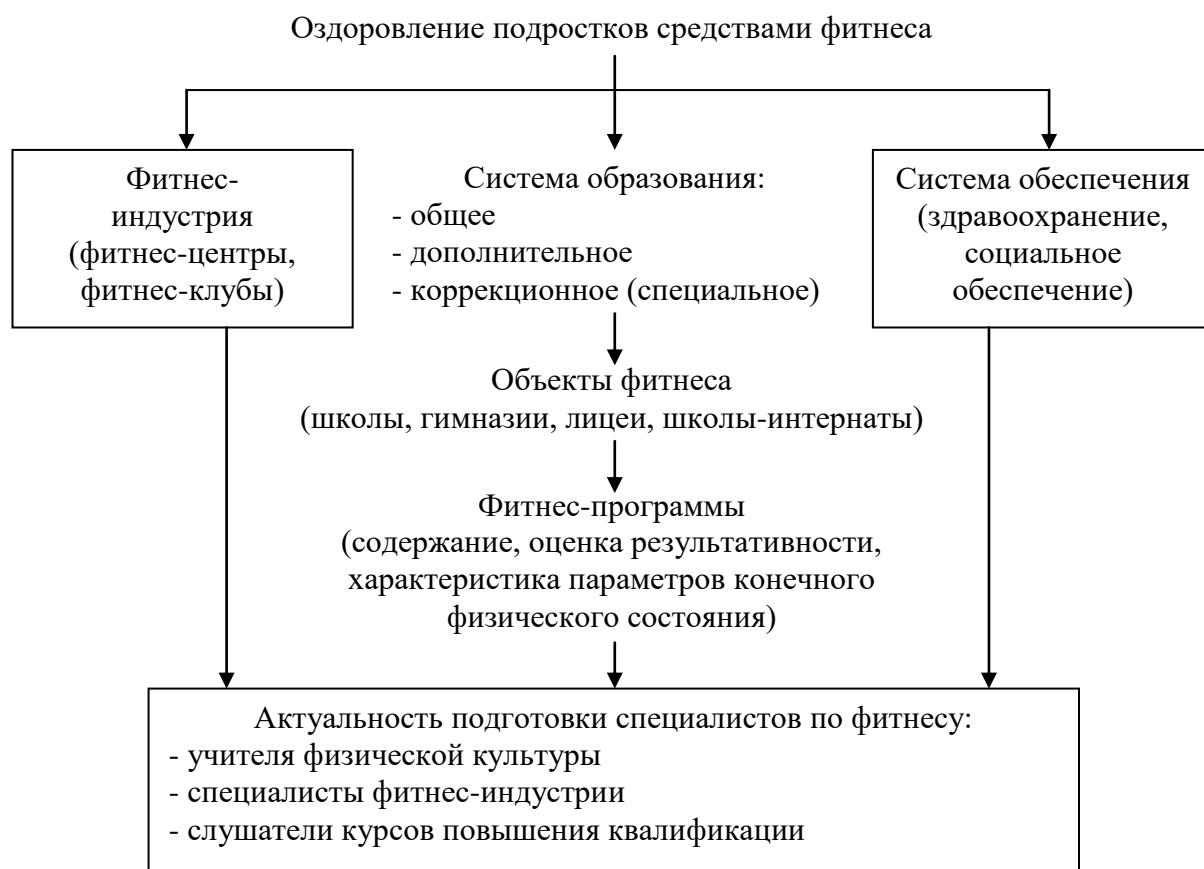 Оздоровление подростков средствами фитнеса
Фитнес-
индустрия
(фитнес-центры,
фитнес-клубы)
Система образования:
- общее
- дополнительное
- коррекционное (специальное)
Система обеспечения
(здравоохранение,
социальное
обеспечение)
Объекты фитнеса
(школы, гимназии, лицеи, школы-интернаты)
Фитнес-программы
(содержание, оценка результативности,
характеристика параметров конечного
физического состояния)
Актуальность подготовки специалистов по фитнесу:
- учителя физической культуры
- специалисты фитнес-индустрии
- слушатели курсов повышения квалификации